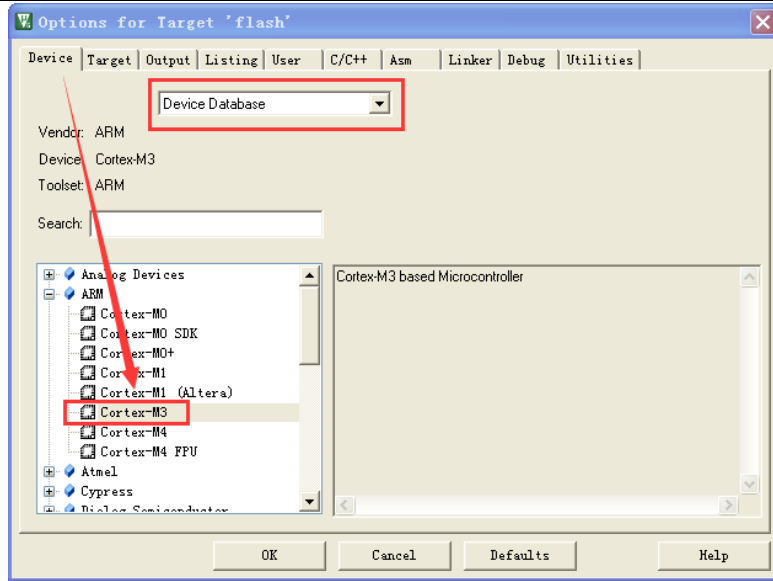 Options for Target 'flash'
Device Target Output Listing User C/C++ Asm Linker Debug Utilities
Device Database
Vendor: ARM
Device: Cortex-M3
Toolset: ARM
Search:
Analog Devices
ARM
Cortex-M0
Cortex-M0 SDK
Cortex-M0+
Cortex-M1
Cortex-M1 (Altera)
Cortex-M3
Cortex-M4
Cortex-M4 FPU
Atmel
Cypress
Dialog Semiconductor
Cortex-M3 based Microcontroller
OK Cancel Defaults Help